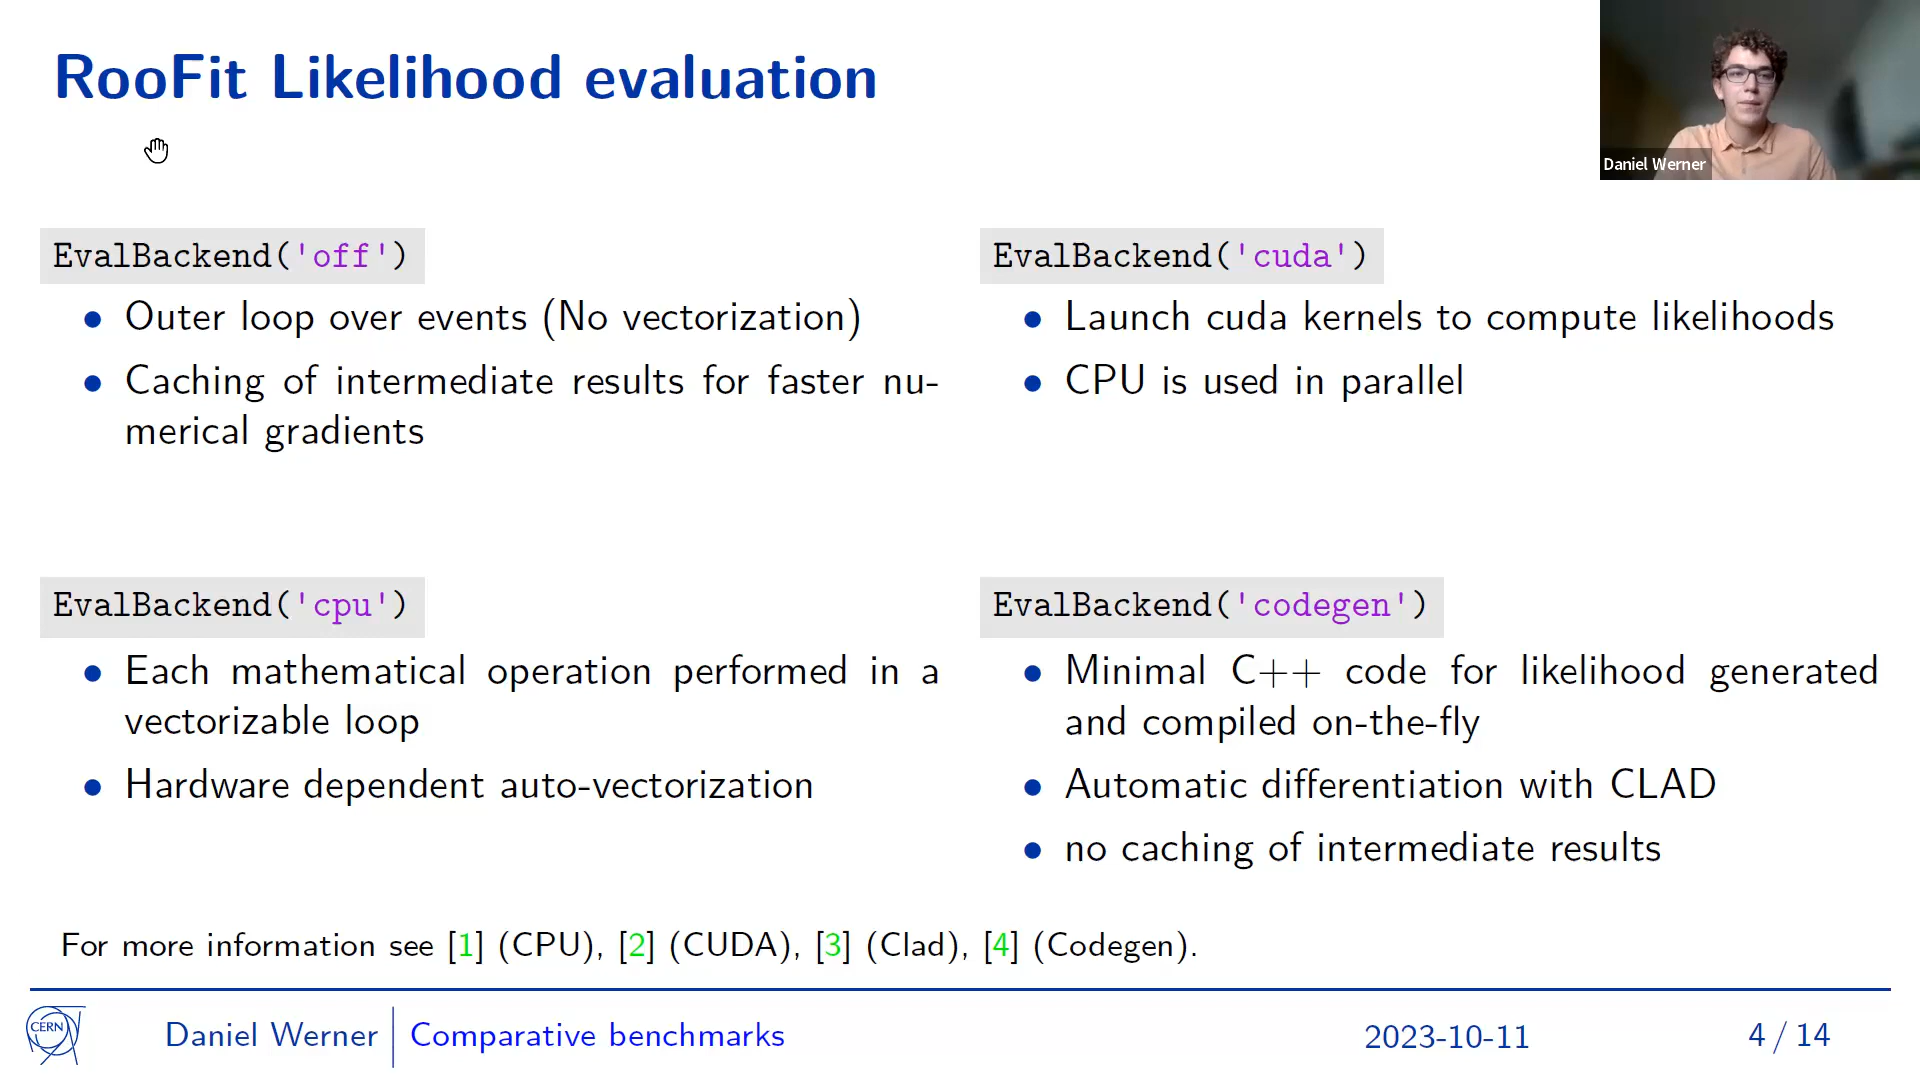 RooFit Likelihood evaluation
Daniel Werner
EvalBackend('off')
• Outer loop over events (No vectorization)
• Caching of intermediate results for faster nu-
merical gradients
EvalBackend('cuda')
• Launch cuda kernels to compute likelihoods
• CPU is used in parallel
EvalBackend('cpu')
• Each mathematical operation performed in a
vectorizable loop
• Hardware dependent auto-vectorization
EvalBackend('codegen')
• Minimal C++ code for likelihood generated
and compiled on-the-fly
• Automatic differentiation with CLAD
• no caching of intermediate results
For more information see [1] (CPU), [2] (CUDA), [3] (Clad), [4] (Codegen).
CERN
Daniel Werner | Comparative benchmarks
2023-10-11
4 / 14